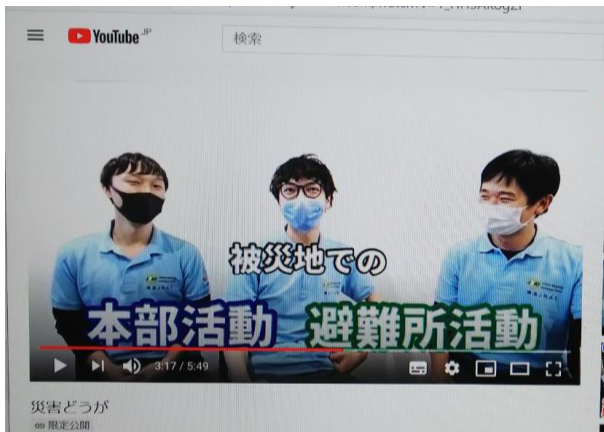 YouTube JP
検索
被災地での
本部活動 避難所活動
3:17 / 5:49
災害どうが
限定公開